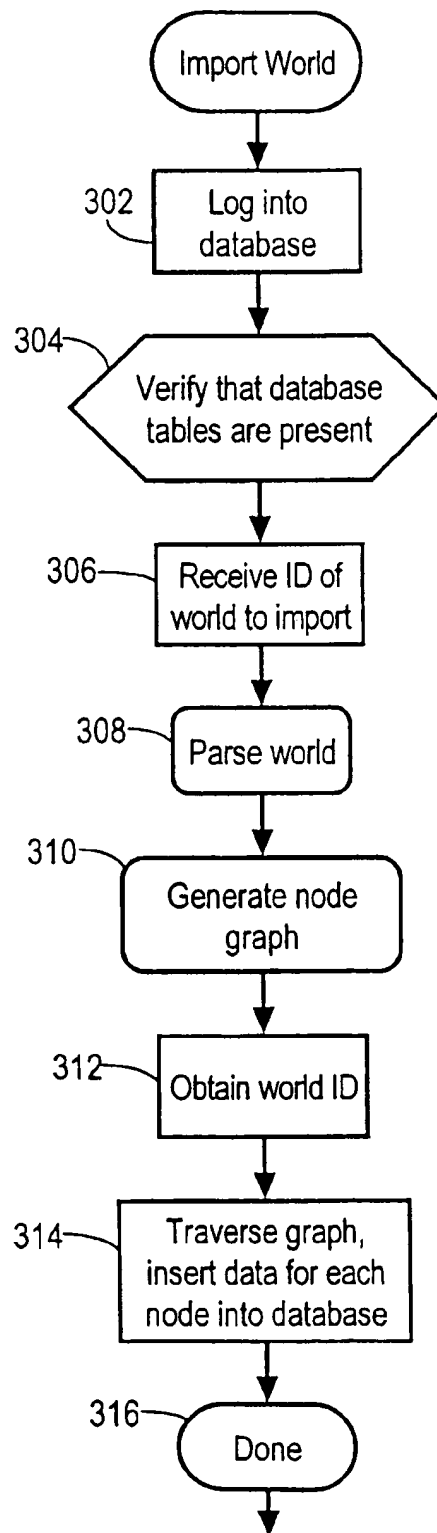 Import World
302
Log into
database
304
Verify that database
tables are present
306
Receive ID of
world to import
308
Parse world
310
Generate node
graph
312
Obtain world ID
314
Traverse graph,
insert data for each
node into database
316
Done